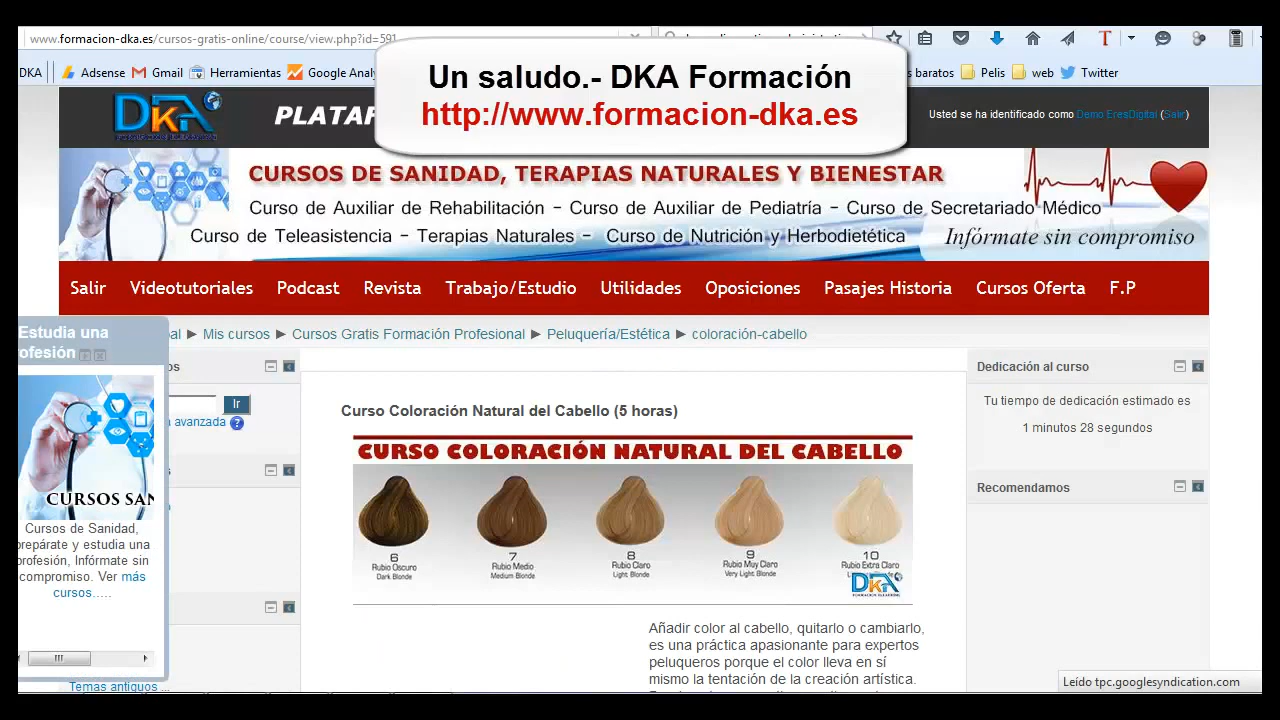 www.formacion-dka.es/cursos-gratis-online/course/view.php?id=591
DKA
Adsense
Gmail
Herramientas
Google Analy
baratos
Pelis
web
Twitter
Un saludo.- DKA Formación
http://www.formacion-dka.es
DKA
PLATAF
Usted se ha identificado como Demo EresDigital (Salir)
CURSOS DE SANIDAD, TERAPIAS NATURALES Y BIENESTAR
Curso de Auxiliar de Rehabilitación - Curso de Auxiliar de Pediatría - Curso de Secretariado Médico
Curso de Teleasistencia - Terapias Naturales - Curso de Nutrición y Herbodietética
Infórmate sin compromiso
Salir Videotutoriales Podcast Revista Trabajo/Estudio Utilidades Oposiciones Pasajes Historia Cursos Oferta F.P
al ► Mis cursos ► Cursos Gratis Formación Profesional ► Peluquería/Estética ► coloración-cabello
Estudia una
ofesión
os
Ir
a avanzada
CURSOS SAN
Cursos de Sanidad,
prepárate y estudia una
profesión, Infórmate sin
compromiso. Ver más
cursos.....
Temas antiguos ...
Curso Coloración Natural del Cabello (5 horas)
CURSO COLORACIÓN NATURAL DEL CABELLO
6
Rubio Oscuro
Dark Blonde
7
Rubio Medio
Medium Blonde
8
Rubio Claro
Light Blonde
9
Rubio Muy Claro
Very Light Blonde
10
Rubio Extra Claro
DKA
Añadir color al cabello, quitarlo o cambiarlo,
es una práctica apasionante para expertos
peluqueros porque el color lleva en sí
mismo la tentación de la creación artística.
Dedicación al curso
Tu tiempo de dedicación estimado es
1 minutos 28 segundos
Recomendamos
Leído tpc.googlesyndication.com